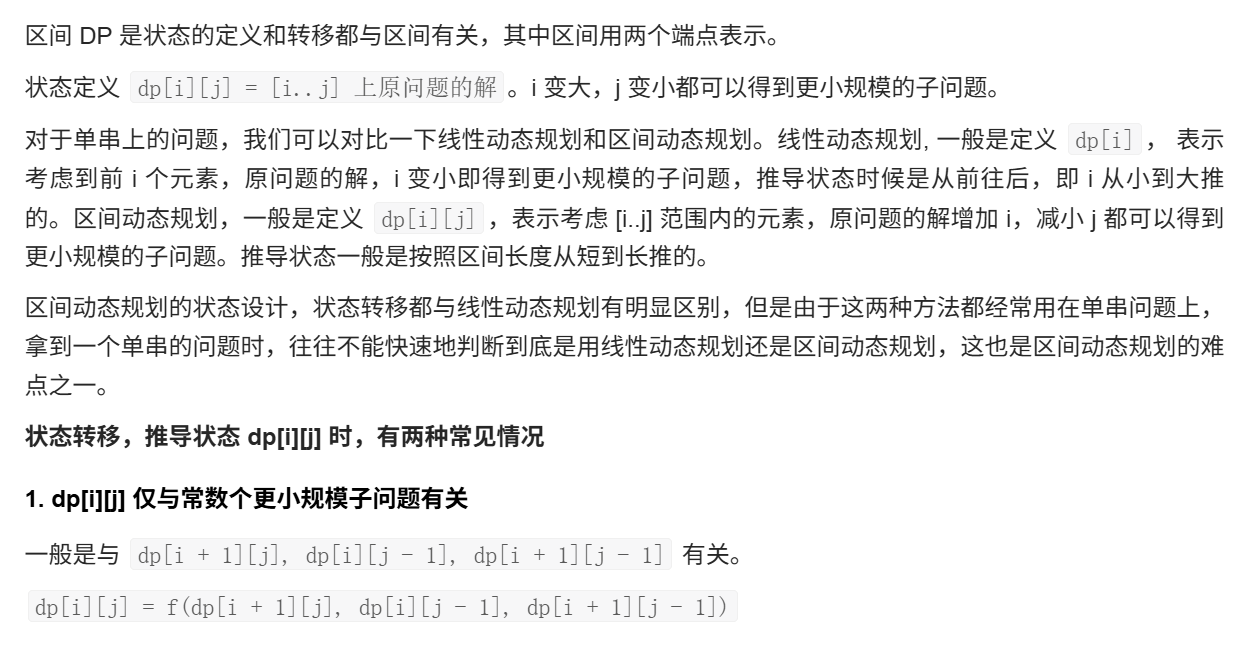 区间 DP 是状态的定义和转移都与区间有关，其中区间用两个端点表示。
状态定义 dp[i][j] = [i..j] 上原问题的解 。i 变大，j 变小都可以得到更小规模的子问题。
对于单串上的问题，我们可以对比一下线性动态规划和区间动态规划。线性动态规划, 一般是定义 dp[i] ， 表示
考虑到前 i 个元素，原问题的解，i 变小即得到更小规模的子问题，推导状态时候是从前往后，即 i 从小到大推
的。区间动态规划，一般是定义 dp[i][j] ，表示考虑 [i..j] 范围内的元素，原问题的解增加 i，减小 j 都可以得到
更小规模的子问题。推导状态一般是按照区间长度从短到长推的。
区间动态规划的状态设计，状态转移都与线性动态规划有明显区别，但是由于这两种方法都经常用在单串问题上，
拿到一个单串的问题时，往往不能快速地判断到底是用线性动态规划还是区间动态规划，这也是区间动态规划的难
点之一。
状态转移，推导状态 dp[i][j] 时，有两种常见情况
1. dp[i][j] 仅与常数个更小规模子问题有关
一般是与 dp[i + 1][j], dp[i][j - 1], dp[i + 1][j - 1] 有关。
dp[i][j] = f(dp[i + 1][j], dp[i][j - 1], dp[i + 1][j - 1])